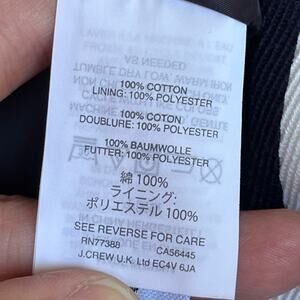 100% COTTON
LINING: 100% POLYESTER
100% COTON
DOUBLURE: 100% POLYESTER
100% BAUMWOLLE
FUTTER: 100% POLYESTER
綿 100%
ライニング:
ポリエステル 100%
SEE REVERSE FOR CARE
RN77388 CA56445
J.CREW U.K. Ltd EC4V 6JA